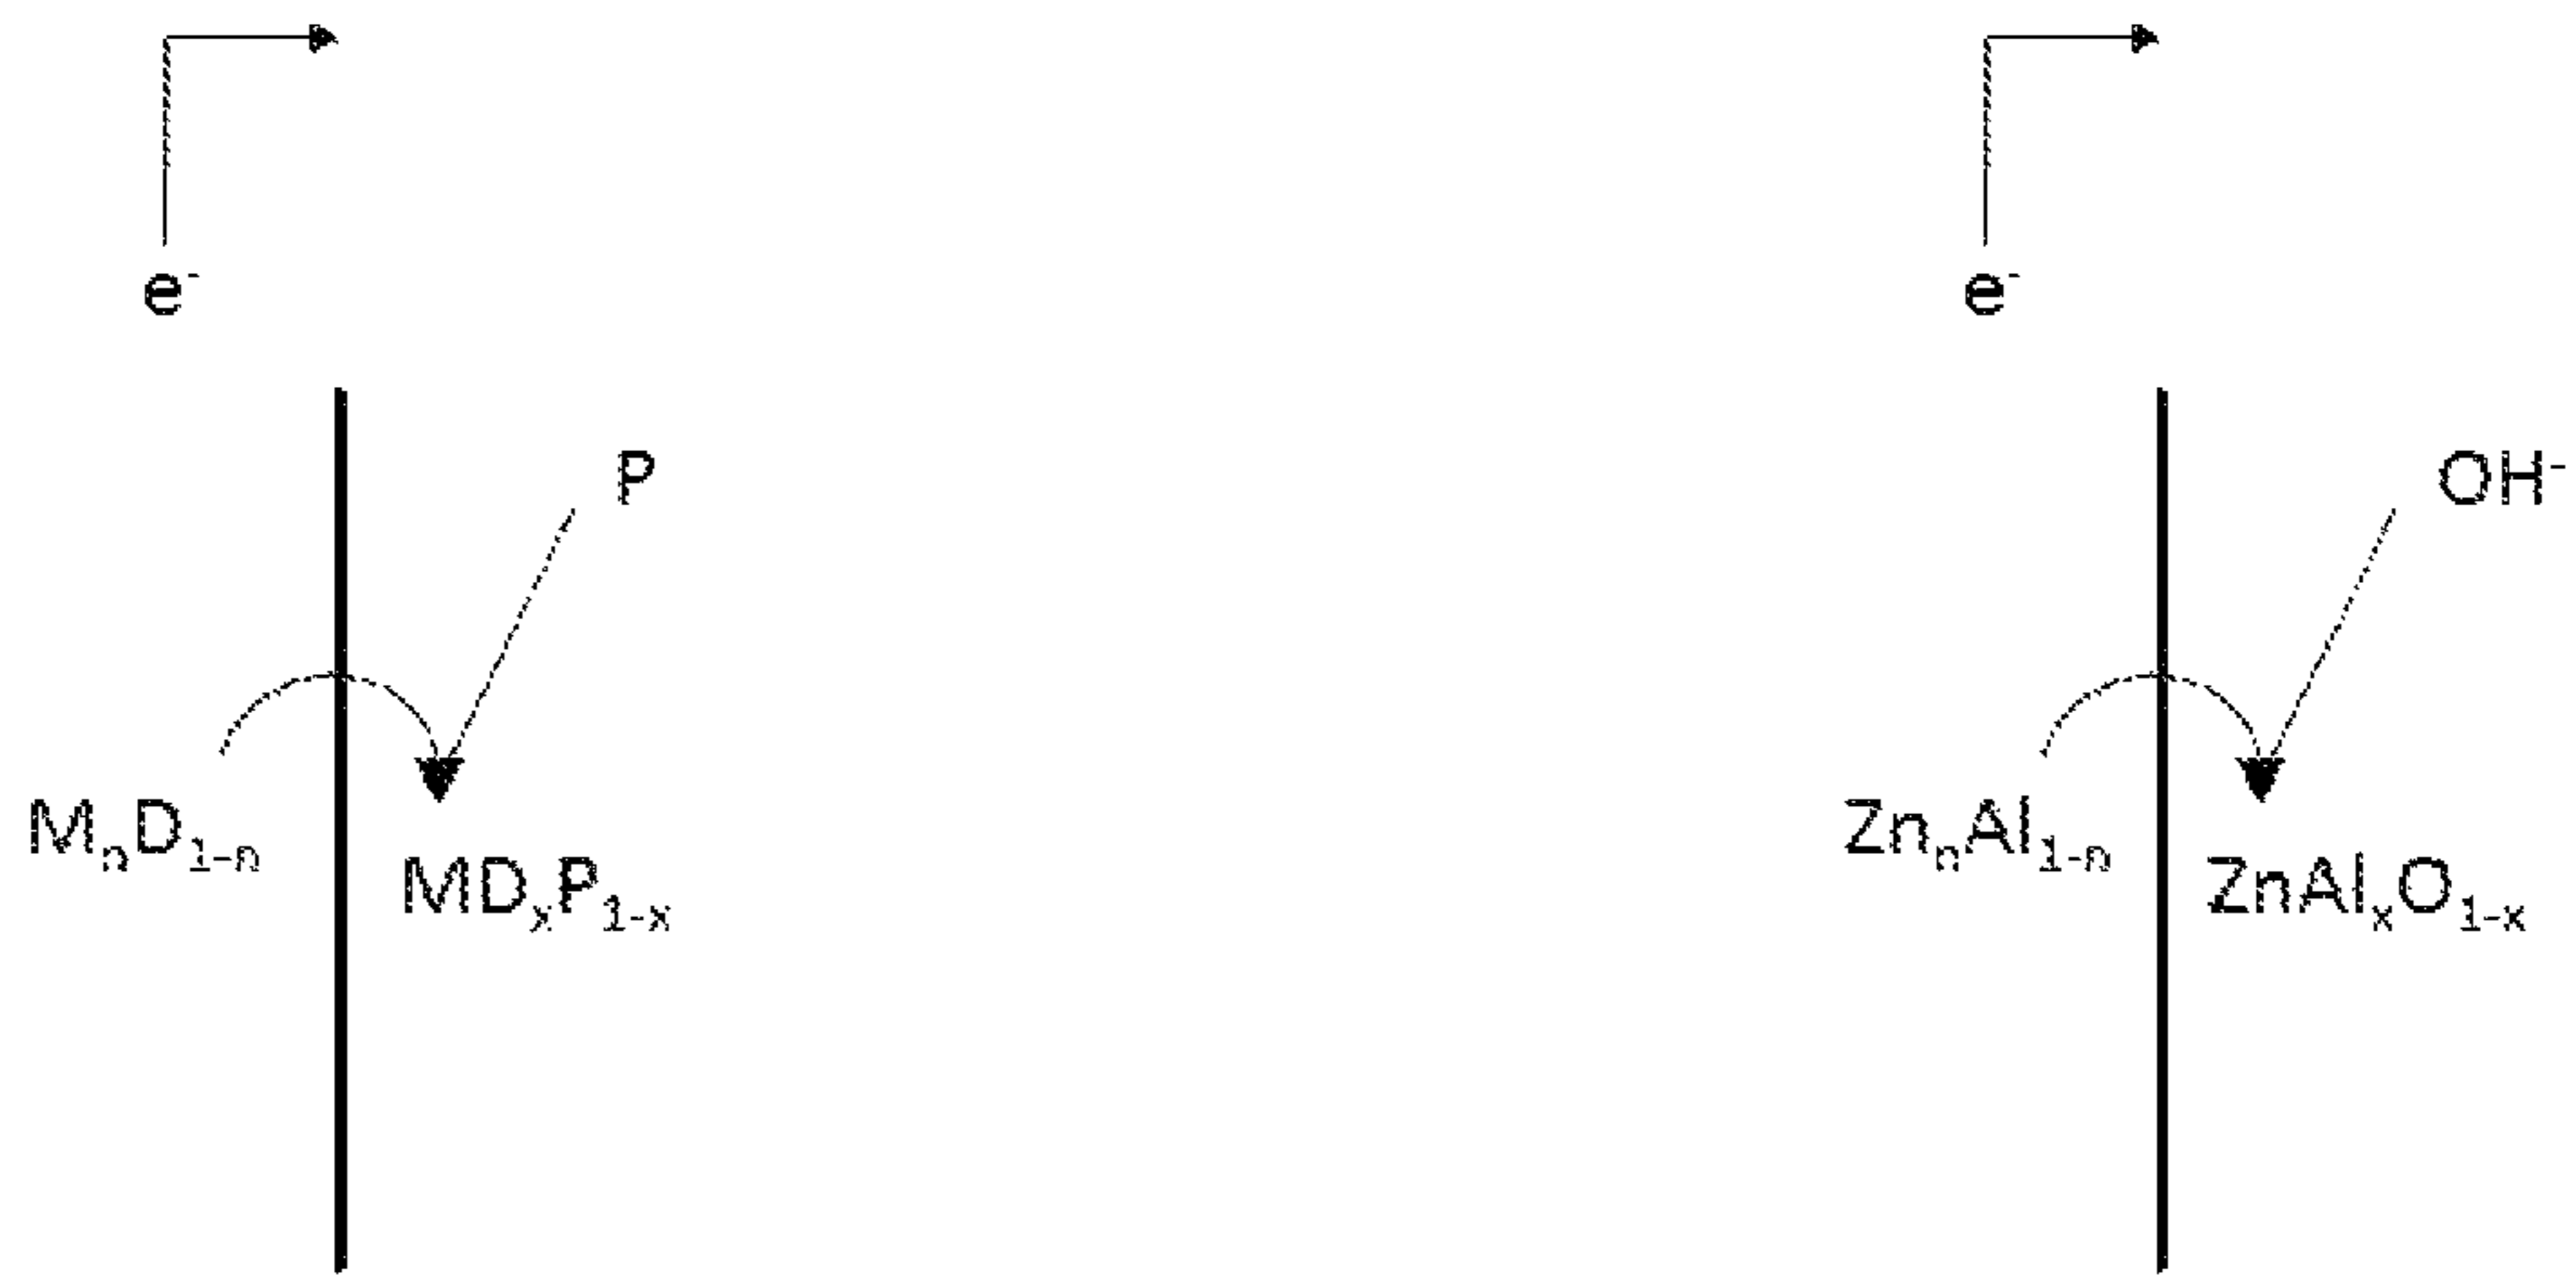 e⁻ e⁻
P OH⁻
MₙD₁₋ₙ ZnₙAl₁₋ₙ
MDₓP₁₋ₓ ZnAlₓO₁₋ₓ